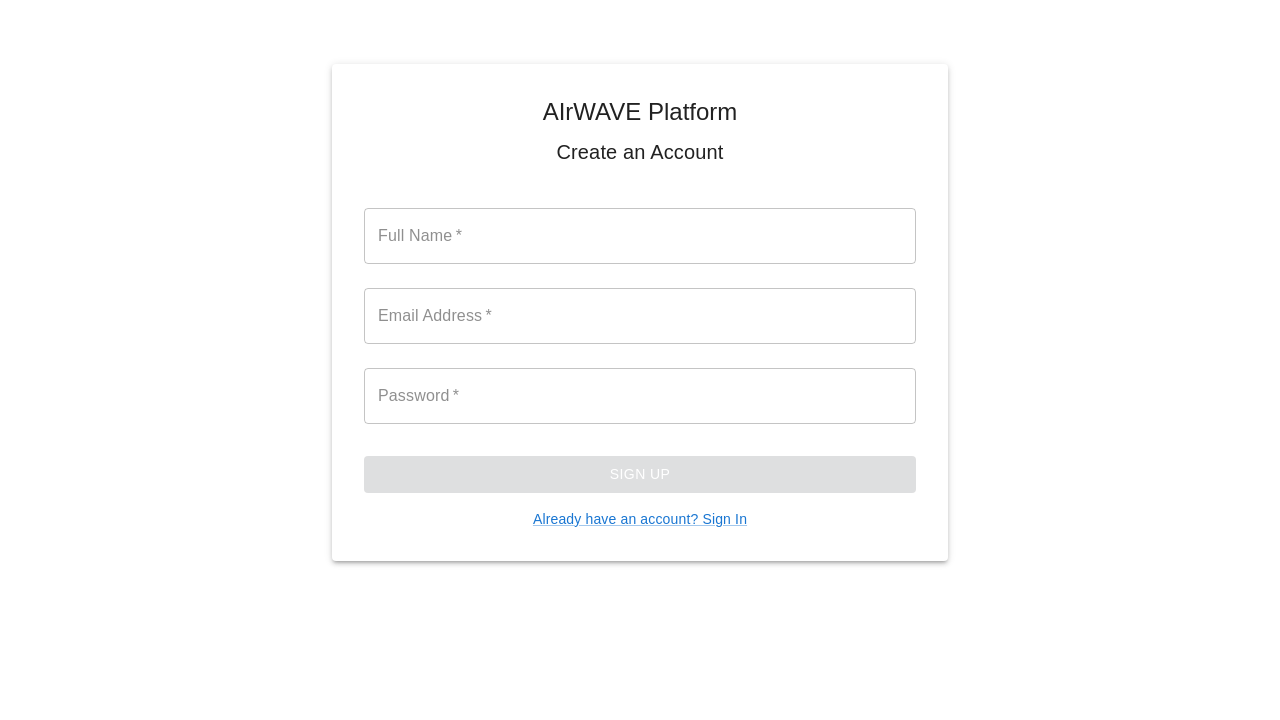 AIrWAVE Platform
Create an Account
Full Name *
Email Address *
Password *
SIGN UP
Already have an account? Sign In